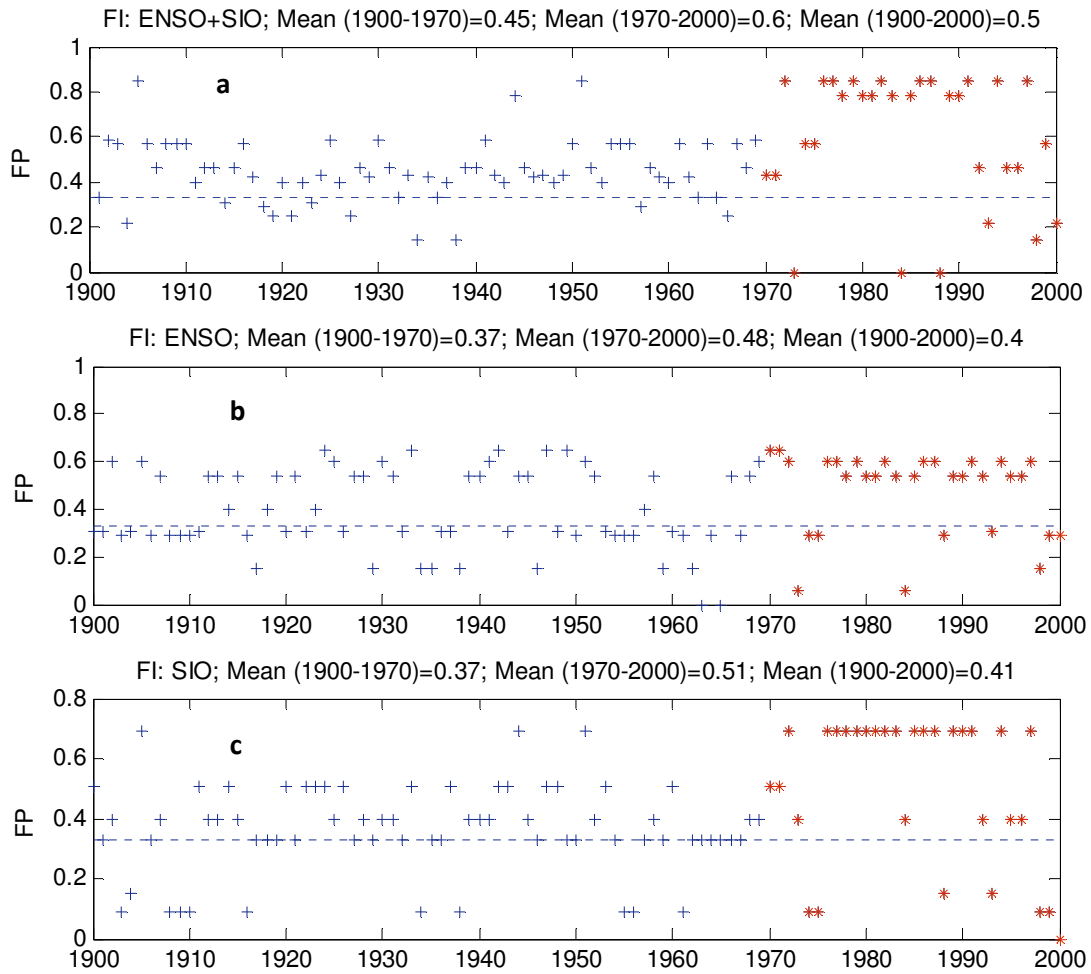 FI: ENSO+SIO; Mean (1900-1970)=0.45; Mean (1970-2000)=0.6; Mean (1900-2000)=0.5
1
a
0.8
0.6
FP
0.4
0.2
0
1900 1910 1920 1930 1940 1950 1960 1970 1980 1990 2000
FI: ENSO; Mean (1900-1970)=0.37; Mean (1970-2000)=0.48; Mean (1900-2000)=0.4
1
b
0.8
0.6
FP
0.4
0.2
0
1900 1910 1920 1930 1940 1950 1960 1970 1980 1990 2000
FI: SIO; Mean (1900-1970)=0.37; Mean (1970-2000)=0.51; Mean (1900-2000)=0.41
0.8
c
0.6
FP
0.4
0.2
0
1900 1910 1920 1930 1940 1950 1960 1970 1980 1990 2000